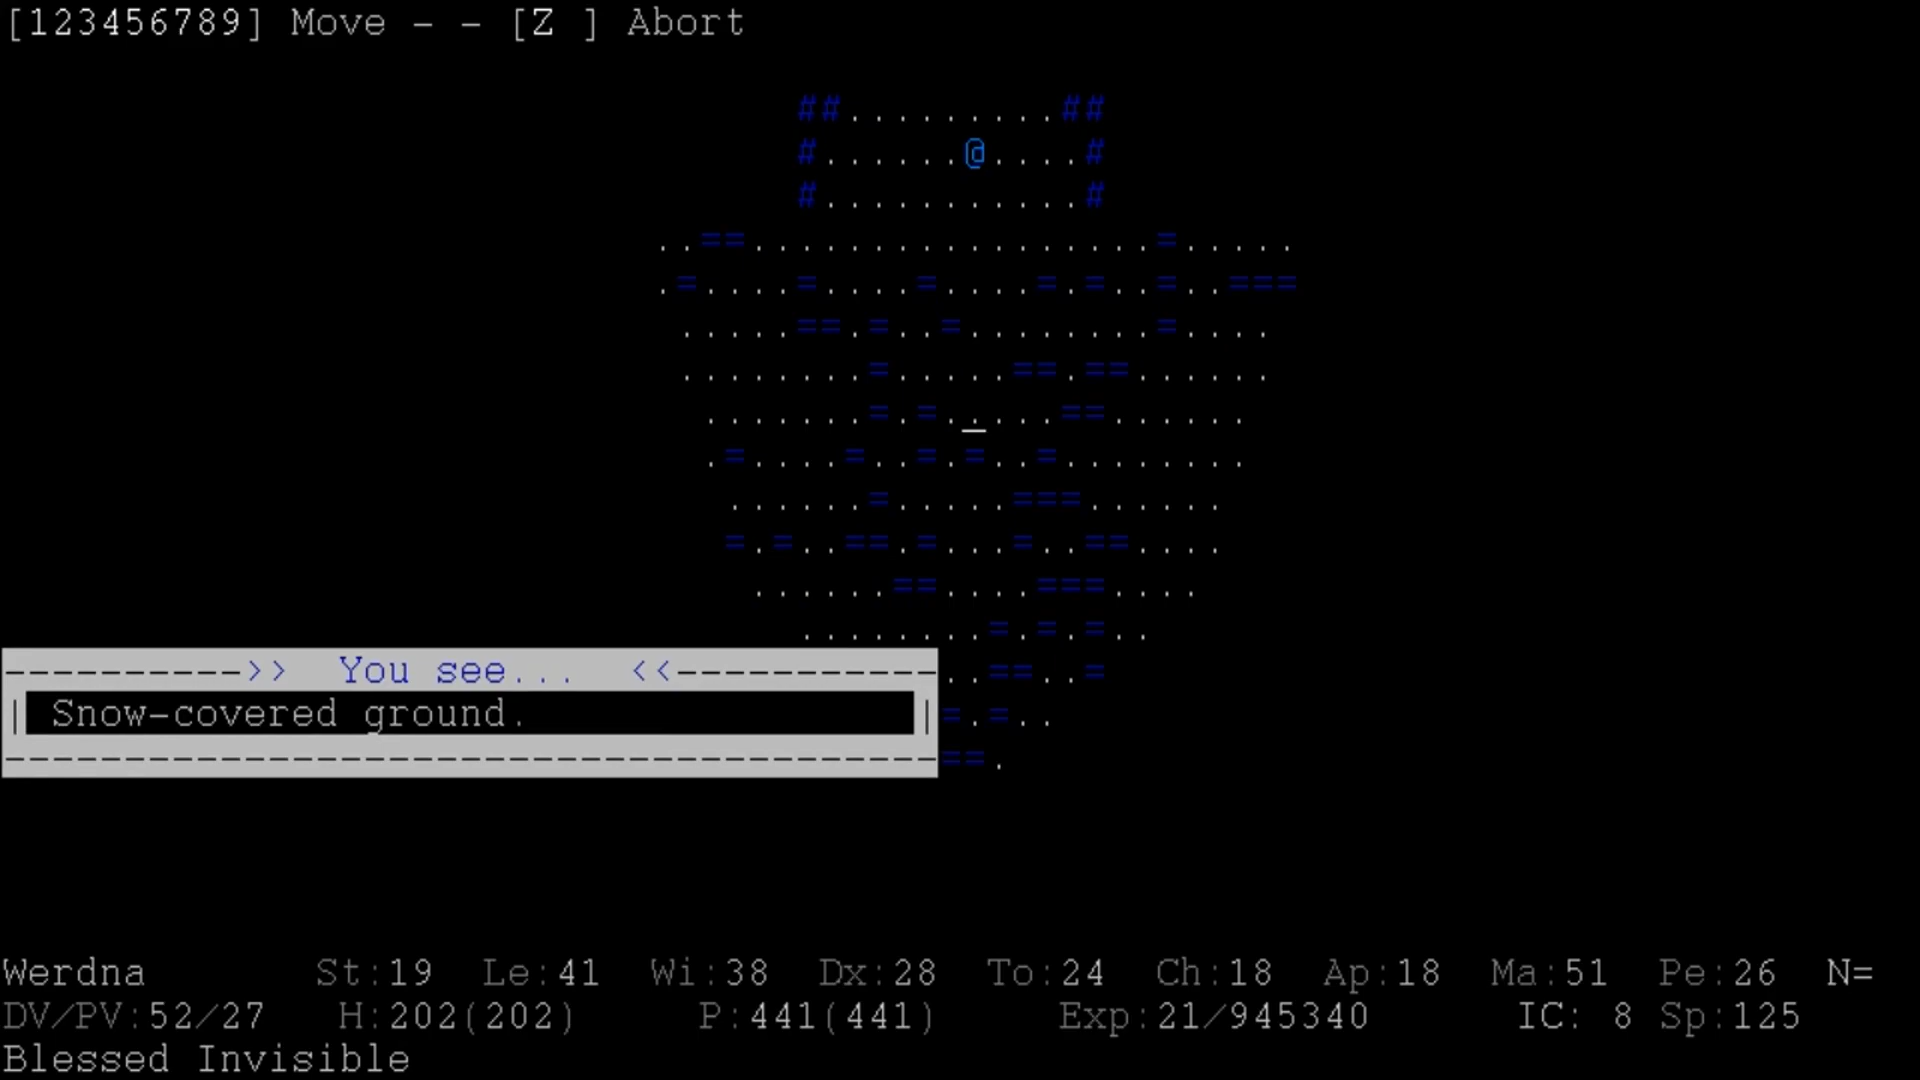 [123456789] Move - - [Z ] Abort
##.........##
#......@....#
#...........#
..==.................=.....
.=....=....=....=.=..=..===
.....==.=..=........=....
........=.....==.==......
.......=.=._...==......
.=....=..=.=..=........
......=.....===......
=.=..==.=...=..==....
......==....===....
........=.=.=..
---------->>  You see...  <<-----------..==..=
| Snow-covered ground. |=.=..
---------------------------------------==.
Werdna St:19 Le:41 Wi:38 Dx:28 To:24 Ch:18 Ap:18 Ma:51 Pe:26 N=
DV/PV:52/27 H:202(202) P:441(441) Exp:21/945340 IC: 8 Sp:125
Blessed Invisible